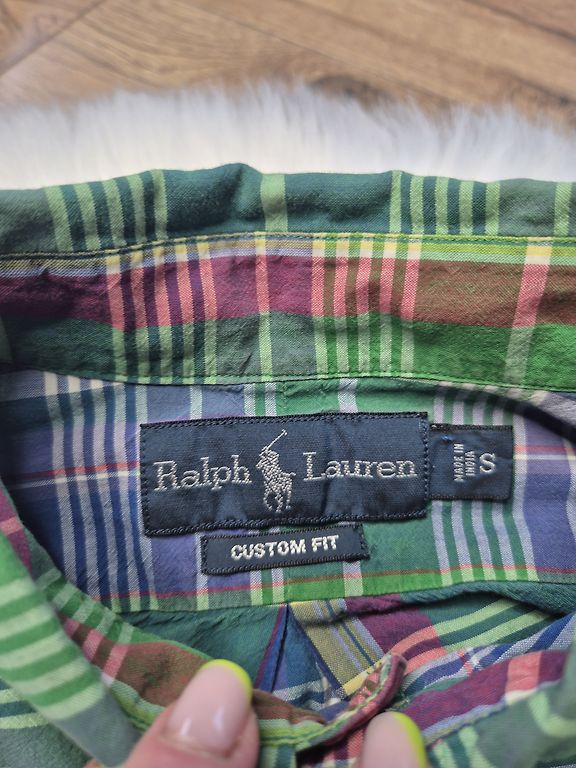 Ralph Lauren
MADE IN
INDIA
S
CUSTOM FIT